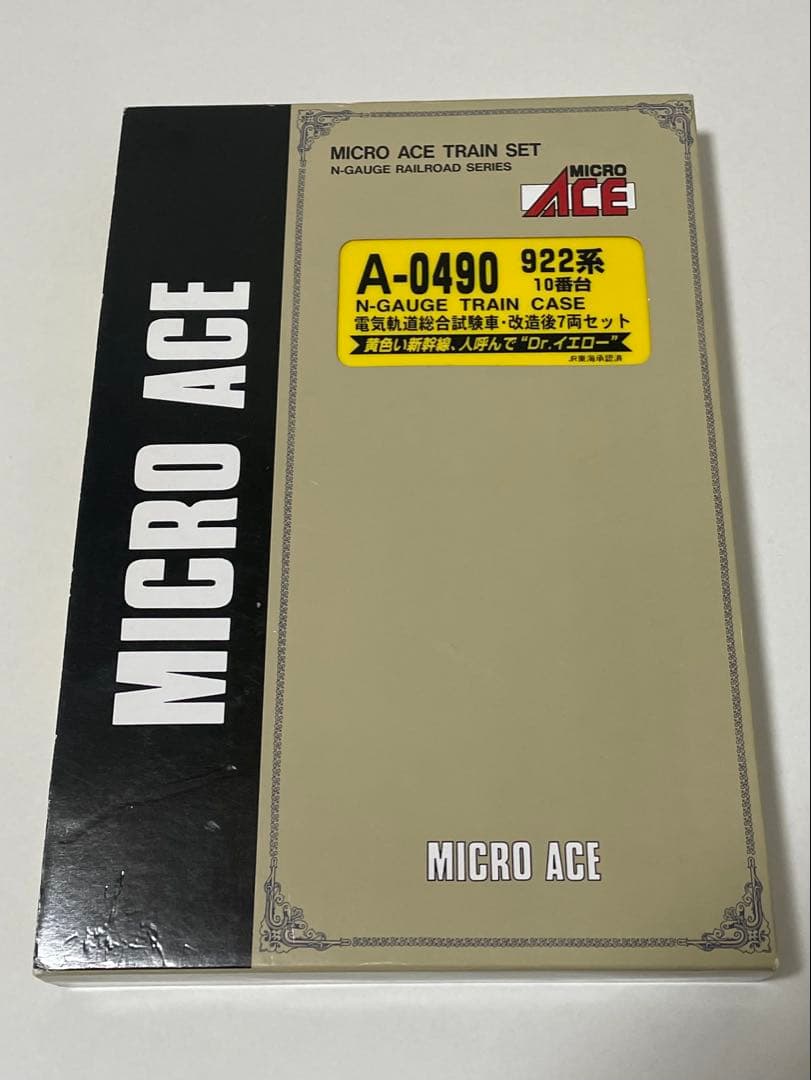 MICRO ACE
MICRO ACE TRAIN SET
N-GAUGE RAILROAD SERIES
MICRO
ACE
A-0490 922系
10番台
N-GAUGE TRAIN CASE
電気軌道総合試験車・改造後7両セット
黄色い新幹線、人呼んで“Dr.イエロー”
JR東海承認済
MICRO ACE